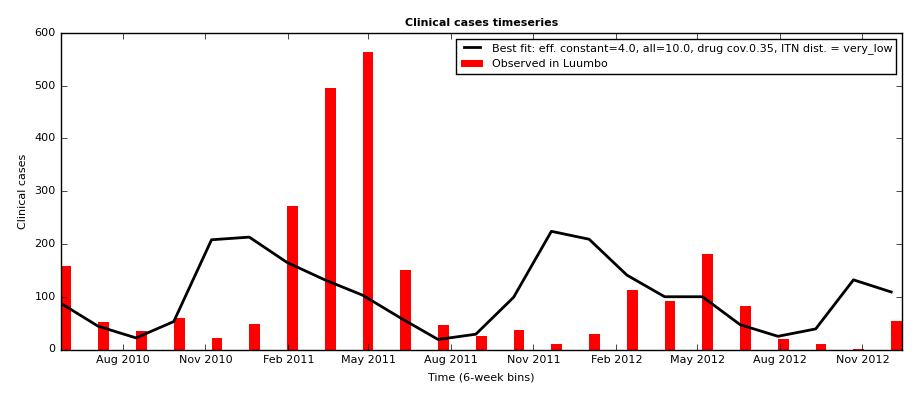 Clinical cases timeseries
Best fit: eff. constant=4.0, all=10.0, drug cov.0.35, ITN dist. = very_low
Observed in Luumbo
Clinical cases
600
500
400
300
200
100
0
Aug 2010 Nov 2010 Feb 2011 May 2011 Aug 2011 Nov 2011 Feb 2012 May 2012 Aug 2012 Nov 2012
Time (6-week bins)